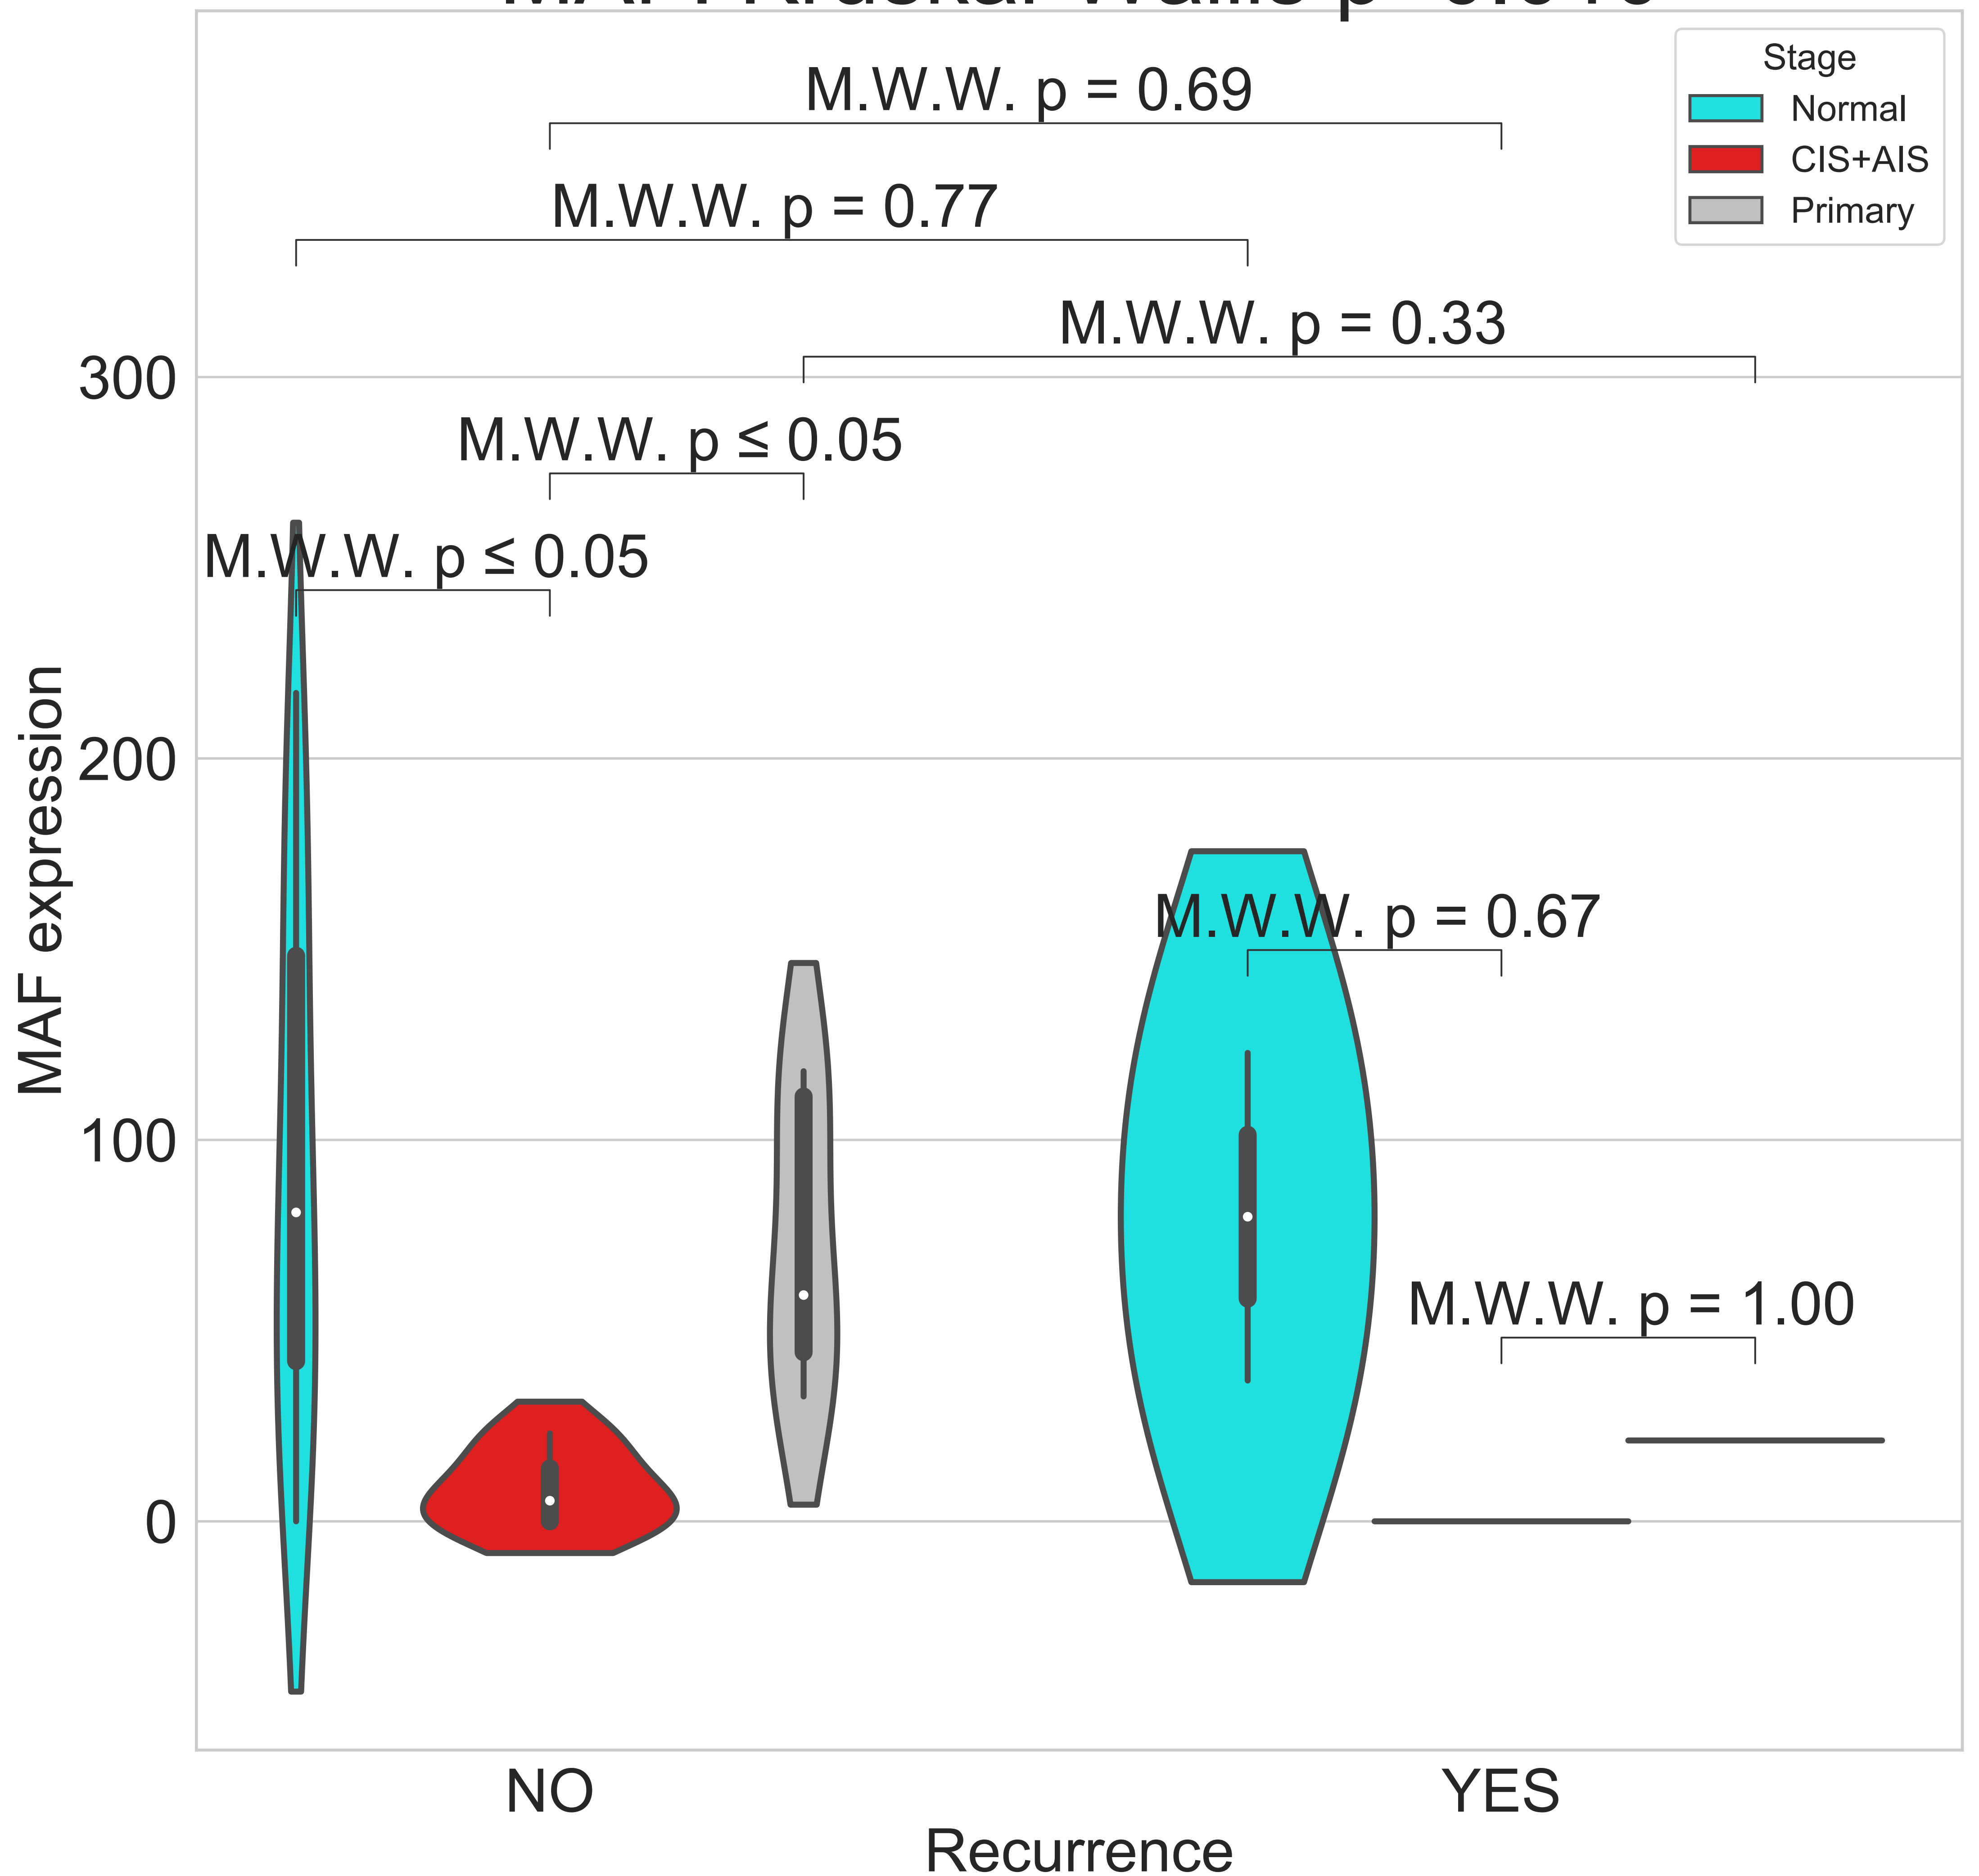 Stage
Normal
CIS+AIS
Primary
M.W.W. p = 0.69
M.W.W. p = 0.77
M.W.W. p = 0.33
M.W.W. p ≤ 0.05
M.W.W. p ≤ 0.05
M.W.W. p = 0.67
M.W.W. p = 1.00
300
200
100
0
MAF expression
NO
YES
Recurrence